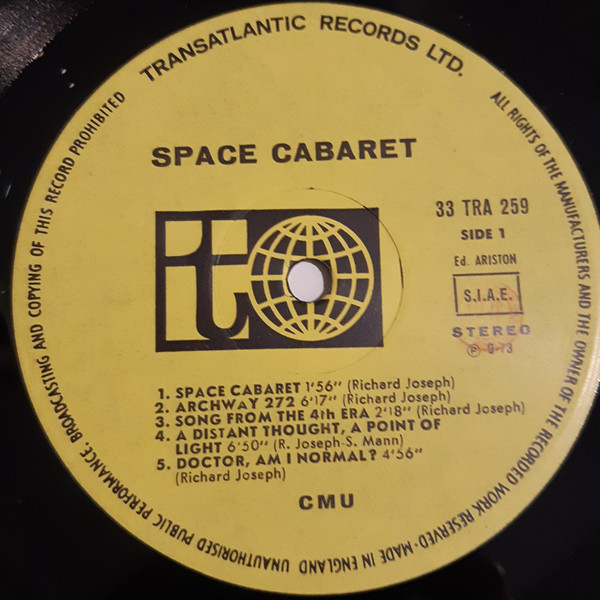 TRANSATLANTIC RECORDS LTD.
ALL RIGHTS OF THE MANUFACTURERS AND THE OWNER OF THE RECORDED WORK RESERVED-MADE IN ENGLAND UNAUTHORISED PUBLIC PERFORMANCE, BROADCASTING AND COPYING OF THIS RECORD PROHIBITED
SPACE CABARET
33 TRA 259
SIDE 1
Ed. ARISTON
S.I.A.E.
STEREO
t
1. SPACE CABARET 1'56" (Richard Joseph)
2. ARCHWAY 272 6'17" (Richard Joseph)
3. SONG FROM THE 4th ERA 2'18" (Richard Joseph)
4. A DISTANT THOUGHT, A POINT OF
LIGHT 6'50" (R. Joseph-S. Mann)
5. DOCTOR, AM I NORMAL? 4'56"
(Richard Joseph)
CMU